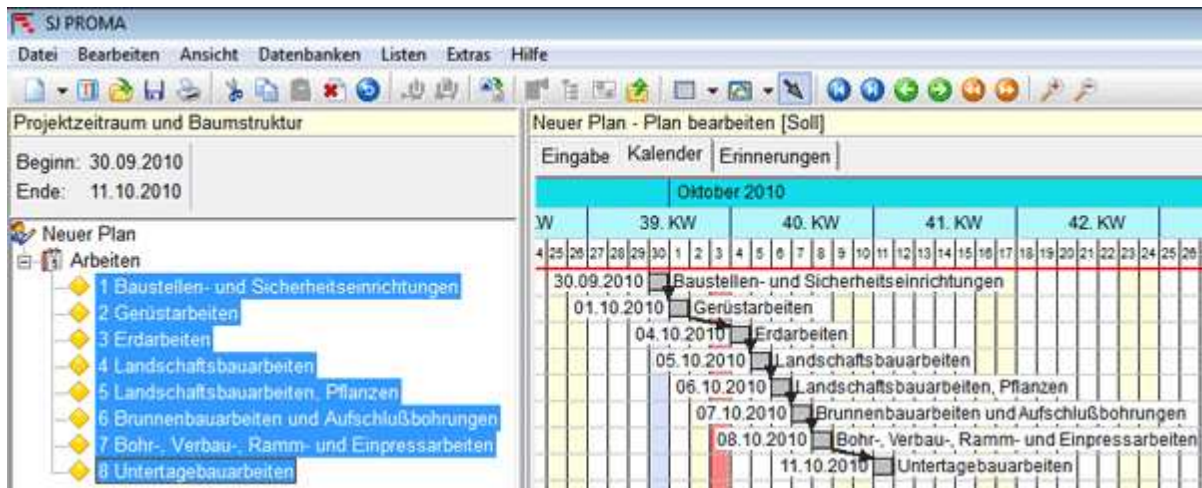 SJ PROMA
Datei Bearbeiten Ansicht Datenbanken Listen Extras Hilfe
Projektzeitraum und Baumstruktur
Beginn: 30.09.2010
Ende: 11.10.2010
Neuer Plan
Arbeiten
1 Baustellen- und Sicherheitseinrichtungen
2 Gerüstarbeiten
3 Erdarbeiten
4 Landschaftsbauarbeiten
5 Landschaftsbauarbeiten, Pflanzen
6 Brunnenbauarbeiten und Aufschlußbohrungen
7 Bohr-, Verbau-, Ramm- und Einpressarbeiten
8 Untertagebauarbeiten
Neuer Plan - Plan bearbeiten [Soll]
Eingabe Kalender Erinnerungen
Oktober 2010
W 39. KW 40. KW 41. KW 42. KW
4 25 26 27 28 29 30 1 2 3 4 5 6 7 8 9 10 11 12 13 14 15 16 17 18 19 20 21 22 23 24 25 26
30.09.2010 Baustellen- und Sicherheitseinrichtungen
01.10.2010 Gerüstarbeiten
04.10.2010 Erdarbeiten
05.10.2010 Landschaftsbauarbeiten
06.10.2010 Landschaftsbauarbeiten, Pflanzen
07.10.2010 Brunnenbauarbeiten und Aufschlußbohrungen
08.10.2010 Bohr-, Verbau-, Ramm- und Einpressarbeiten
11.10.2010 Untertagebauarbeiten